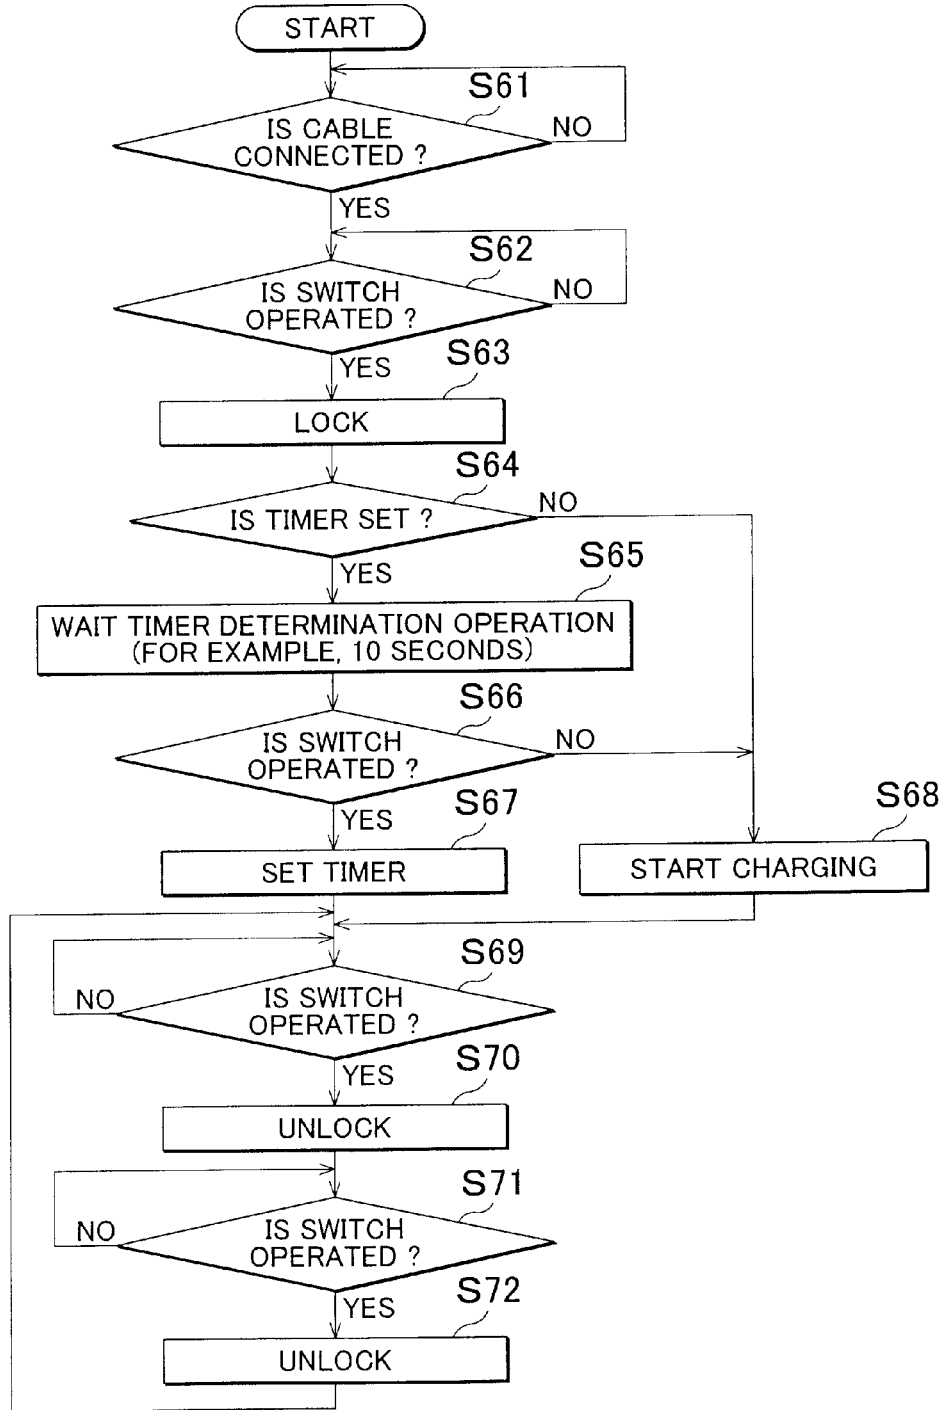 START
S61
IS CABLE
CONNECTED ?
NO
YES
S62
IS SWITCH
OPERATED ?
NO
YES
S63
LOCK
S64
IS TIMER SET ?
NO
YES
S65
WAIT TIMER DETERMINATION OPERATION
(FOR EXAMPLE, 10 SECONDS)
S66
IS SWITCH
OPERATED ?
NO
YES
S67
SET TIMER
S68
START CHARGING
S69
IS SWITCH
OPERATED ?
NO
YES
S70
UNLOCK
S71
IS SWITCH
OPERATED ?
NO
YES
S72
UNLOCK